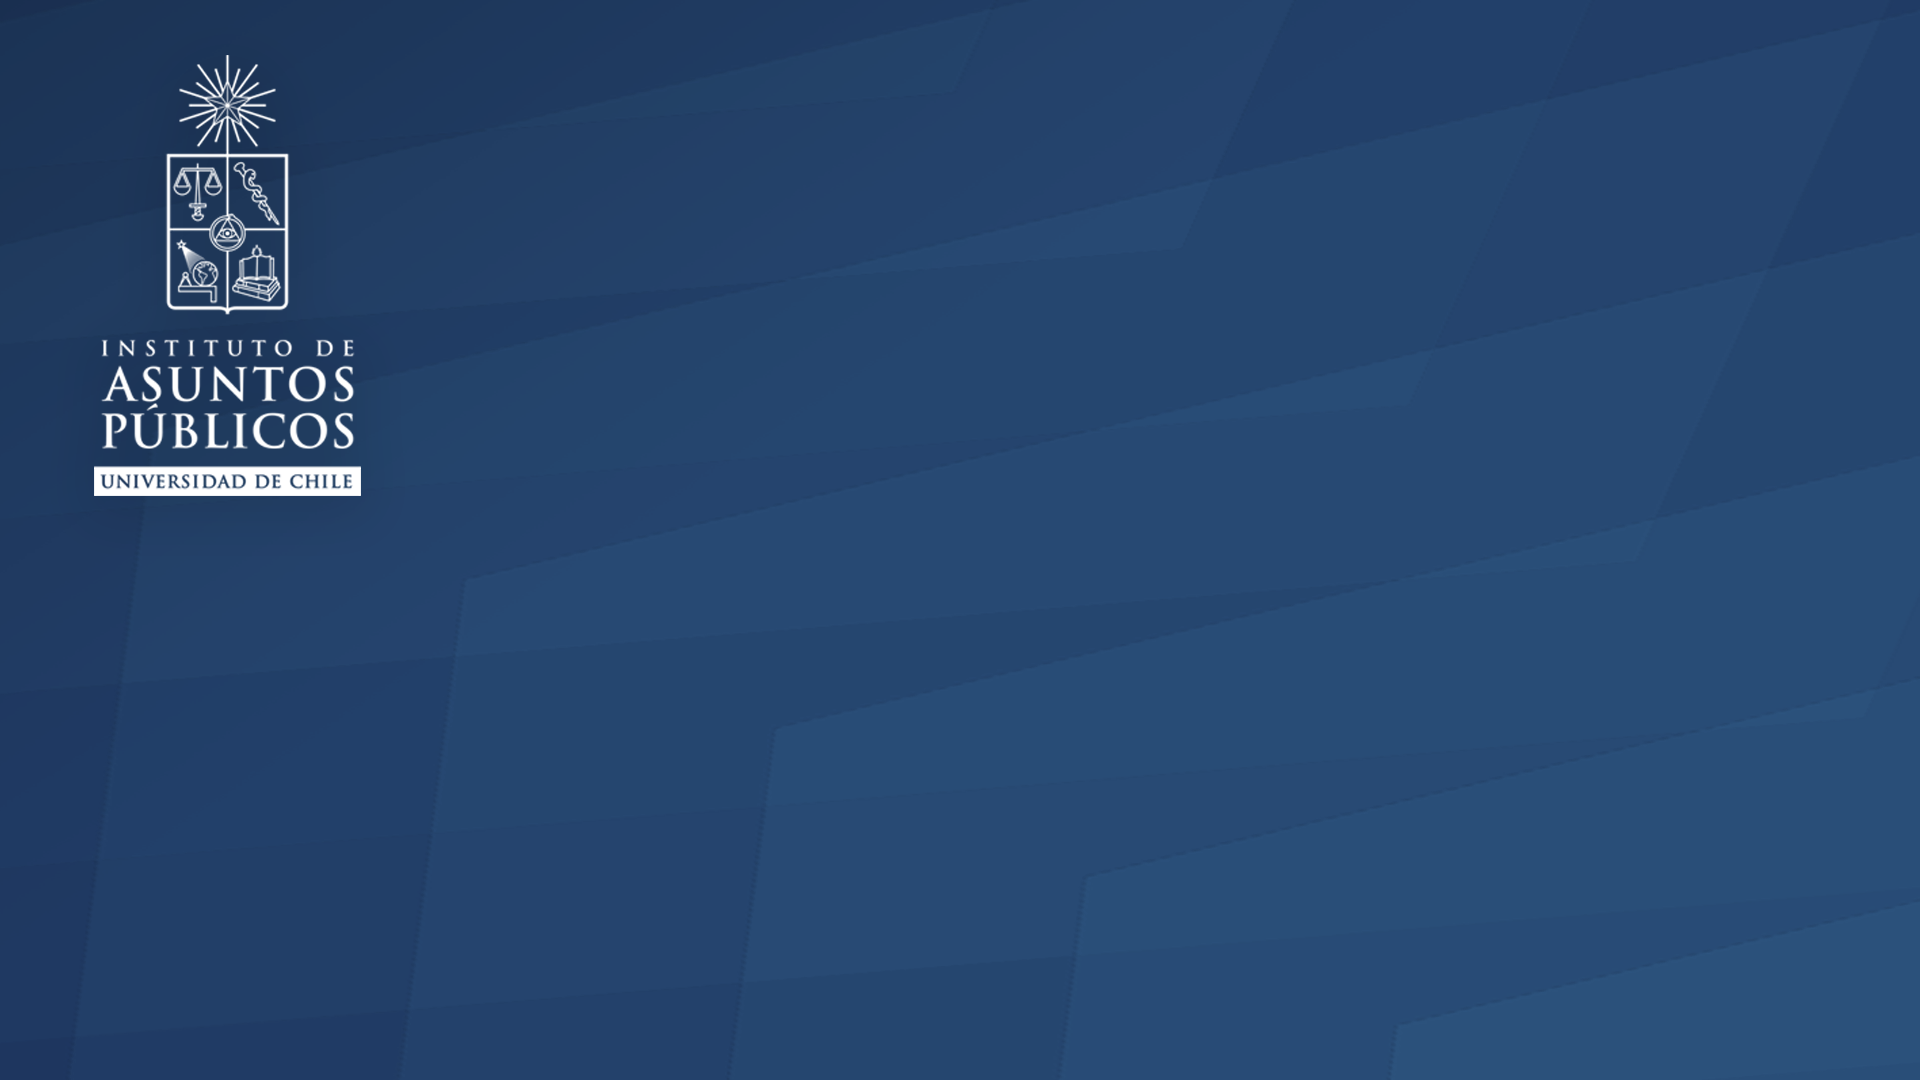 INSTITUTO DE
ASUNTOS
PÚBLICOS
UNIVERSIDAD DE CHILE